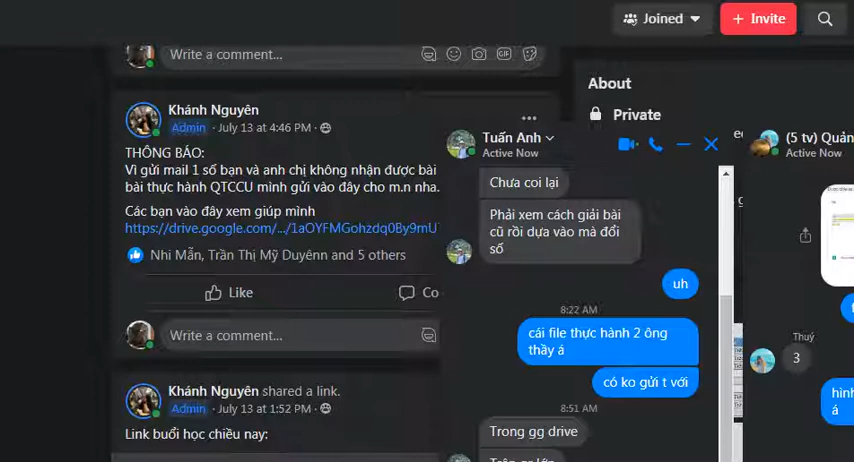 Joined
+ Invite
Write a comment...
GIF
Khánh Nguyên
Admin · July 13 at 4:46 PM ·
THÔNG BÁO:
Vì gửi mail 1 số bạn và anh chị không nhận được bài
bài thực hành QTCCU mình gửi vào đây cho m.n nha.
Các bạn vào đây xem giúp mình
https://drive.google.com/.../1aOYFMGohzdq0By9mU
Nhi Mẫn, Trần Thị Mỹ Duyênn and 5 others
Like
Co
Write a comment...
Khánh Nguyên shared a link.
Admin · July 13 at 1:52 PM ·
Link buổi học chiều nay:
About
Private
Tuấn Anh
Active Now
Chưa coi lại
Phải xem cách giải bài
cũ rồi dựa vào mà đổi
số
uh
8:22 AM
cái file thực hành 2 ông
thầy á
có ko gửi t với
8:51 AM
Trong gg drive
(5 tv) Quản
Active Now
Thuý
3
hình
á